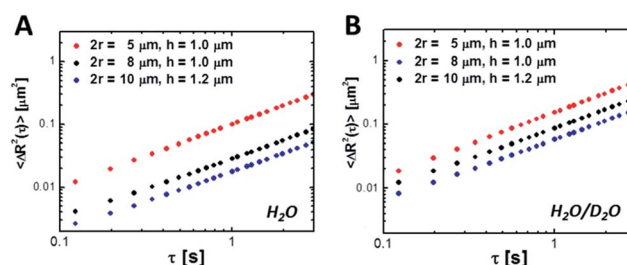 A
2r = 5 μm, h = 1.0 μm
2r = 8 μm, h = 1.0 μm
2r = 10 μm, h = 1.2 μm
<ΔR²(τ)> [μm²]
1
0.1
0.01
H₂O
0.1 1
τ [s]
B
2r = 5 μm, h = 1.0 μm
2r = 8 μm, h = 1.0 μm
2r = 10 μm, h = 1.2 μm
<ΔR²(τ)> [μm²]
1
0.1
0.01
H₂O/D₂O
0.1 1
τ [s]